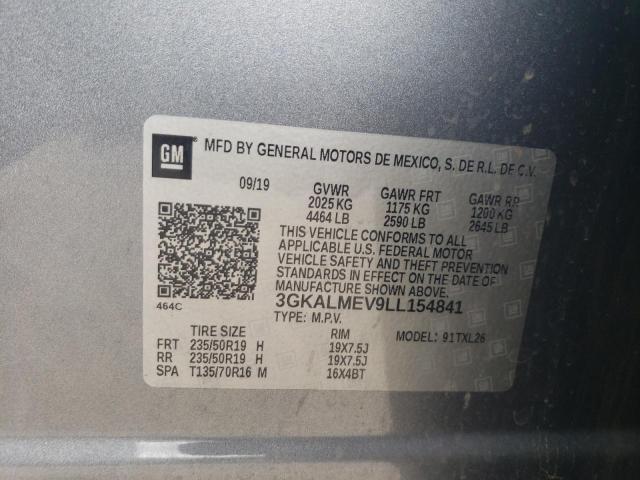 GM
MFD BY GENERAL MOTORS DE MEXICO, S. DE R.L. DE C.V.
09/19 GVWR GAWR FRT GAWR RR
2025 KG 1175 KG 1200 KG
4464 LB 2590 LB 2645 LB
THIS VEHICLE CONFORMS TO ALL
APPLICABLE U.S. FEDERAL MOTOR
VEHICLE SAFETY AND THEFT PREVENTION
STANDARDS IN EFFECT ON THE DATE OF
MANUFACTURE SHOWN ABOVE.
464C
3GKALMEV9LL154841
TYPE: M.P.V. MODEL: 91TXL26
TIRE SIZE RIM
FRT 235/50R19 H 19X7.5J
RR 235/50R19 H 19X7.5J
SPA T135/70R16 M 16X4BT